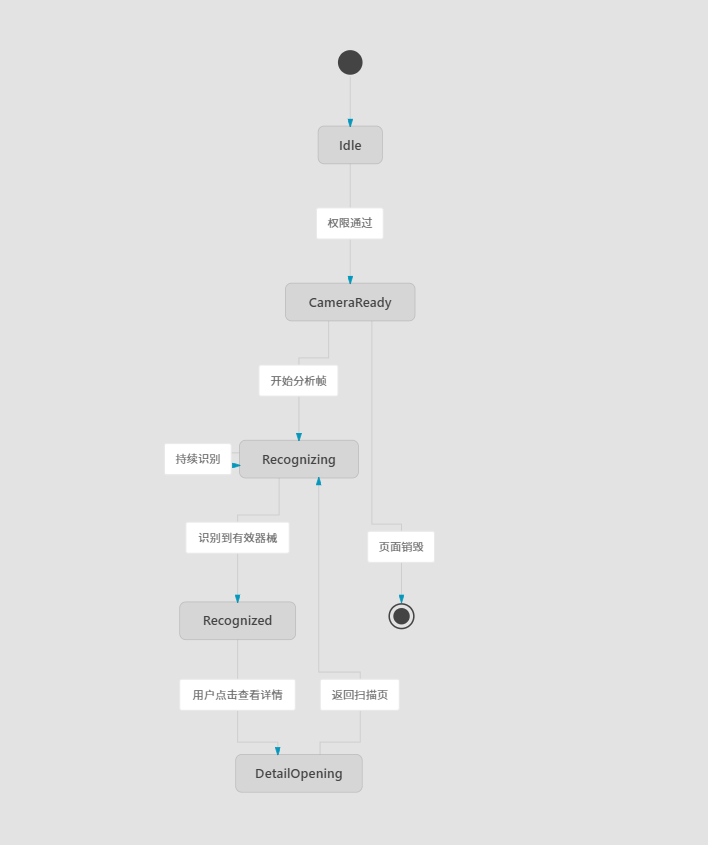 Idle
权限通过
CameraReady
开始分析帧
持续识别
Recognizing
识别到有效器械
页面销毁
Recognized
用户点击查看详情
返回扫描页
DetailOpening